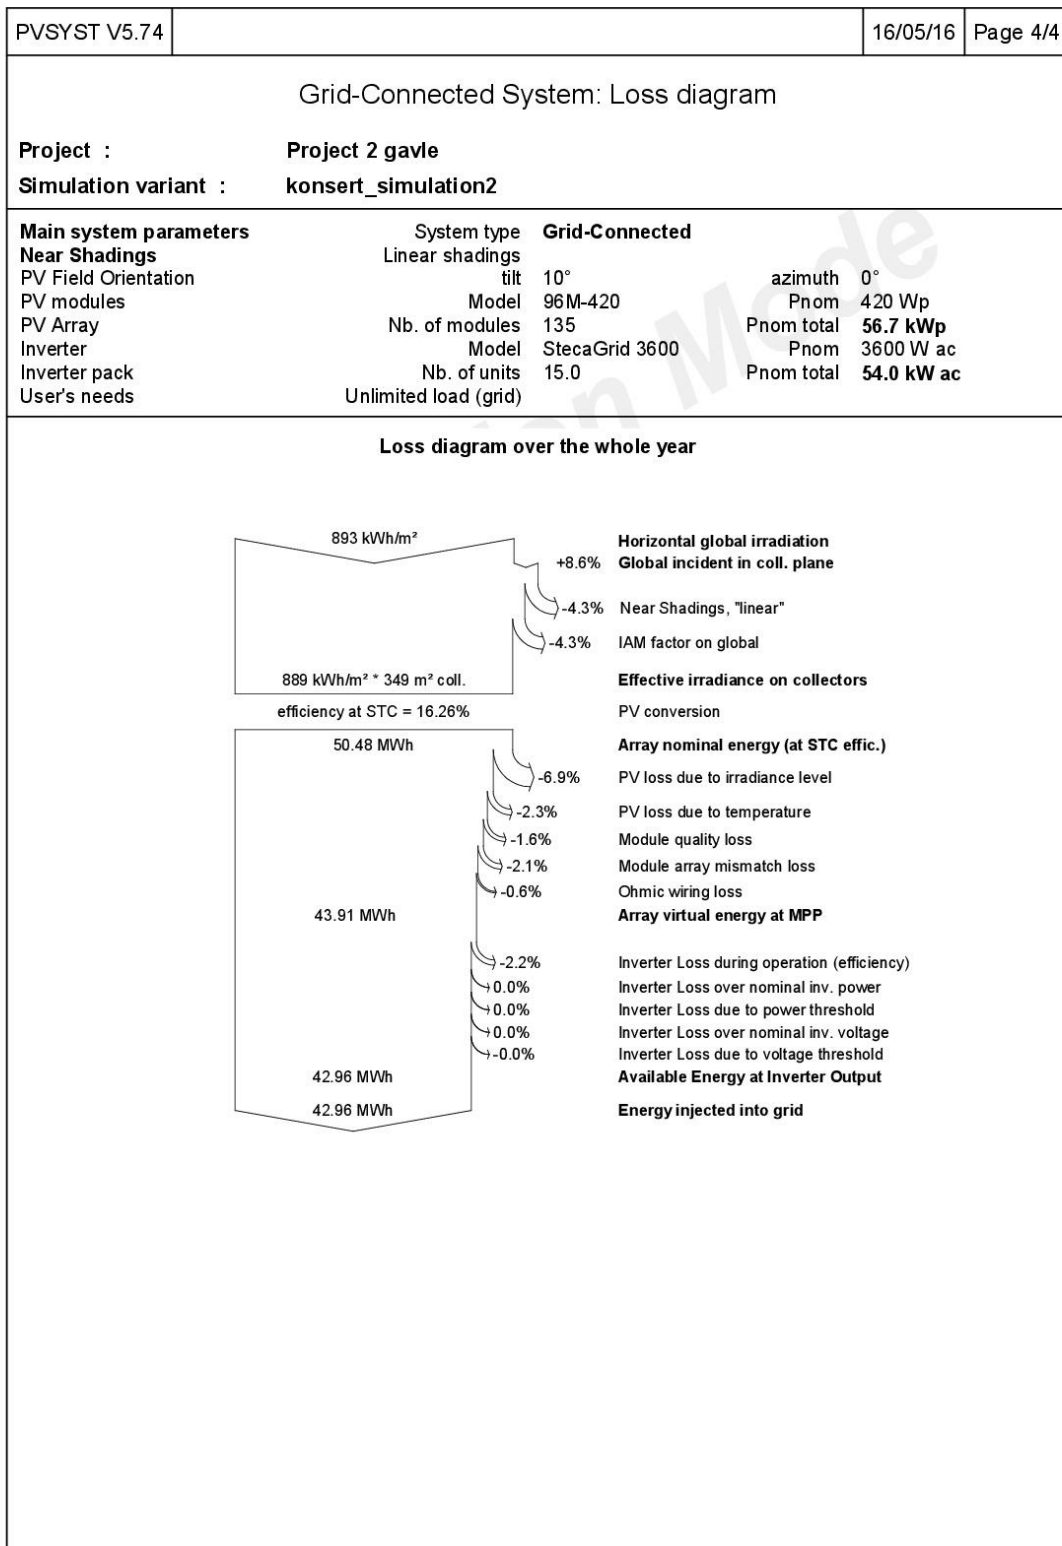 PVSYST V5.74 16/05/16 Page 4/4
Grid-Connected System: Loss diagram
Project : Project 2 gavle
Simulation variant : konsert_simulation2
Main system parameters System type Grid-Connected
Near Shadings Linear shadings
PV Field Orientation tilt 10° azimuth 0°
PV modules Model 96M-420 Pnom 420 Wp
PV Array Nb. of modules 135 Pnom total 56.7 kWp
Inverter Model StecaGrid 3600 Pnom 3600 W ac
Inverter pack Nb. of units 15.0 Pnom total 54.0 kW ac
User's needs Unlimited load (grid)
Loss diagram over the whole year
893 kWh/m² Horizontal global irradiation
+8.6% Global incident in coll. plane
-4.3% Near Shadings, "linear"
-4.3% IAM factor on global
889 kWh/m² * 349 m² coll. Effective irradiance on collectors
efficiency at STC = 16.26% PV conversion
50.48 MWh Array nominal energy (at STC effic.)
-6.9% PV loss due to irradiance level
-2.3% PV loss due to temperature
-1.6% Module quality loss
-2.1% Module array mismatch loss
-0.6% Ohmic wiring loss
43.91 MWh Array virtual energy at MPP
-2.2% Inverter Loss during operation (efficiency)
0.0% Inverter Loss over nominal inv. power
0.0% Inverter Loss due to power threshold
0.0% Inverter Loss over nominal inv. voltage
-0.0% Inverter Loss due to voltage threshold
42.96 MWh Available Energy at Inverter Output
42.96 MWh Energy injected into grid
Mode